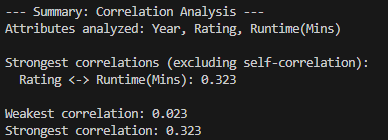 --- Summary: Correlation Analysis ---
Attributes analyzed: Year, Rating, Runtime(Mins)
Strongest correlations (excluding self-correlation):
Rating <-> Runtime(Mins): 0.323
Weakest correlation: 0.023
Strongest correlation: 0.323